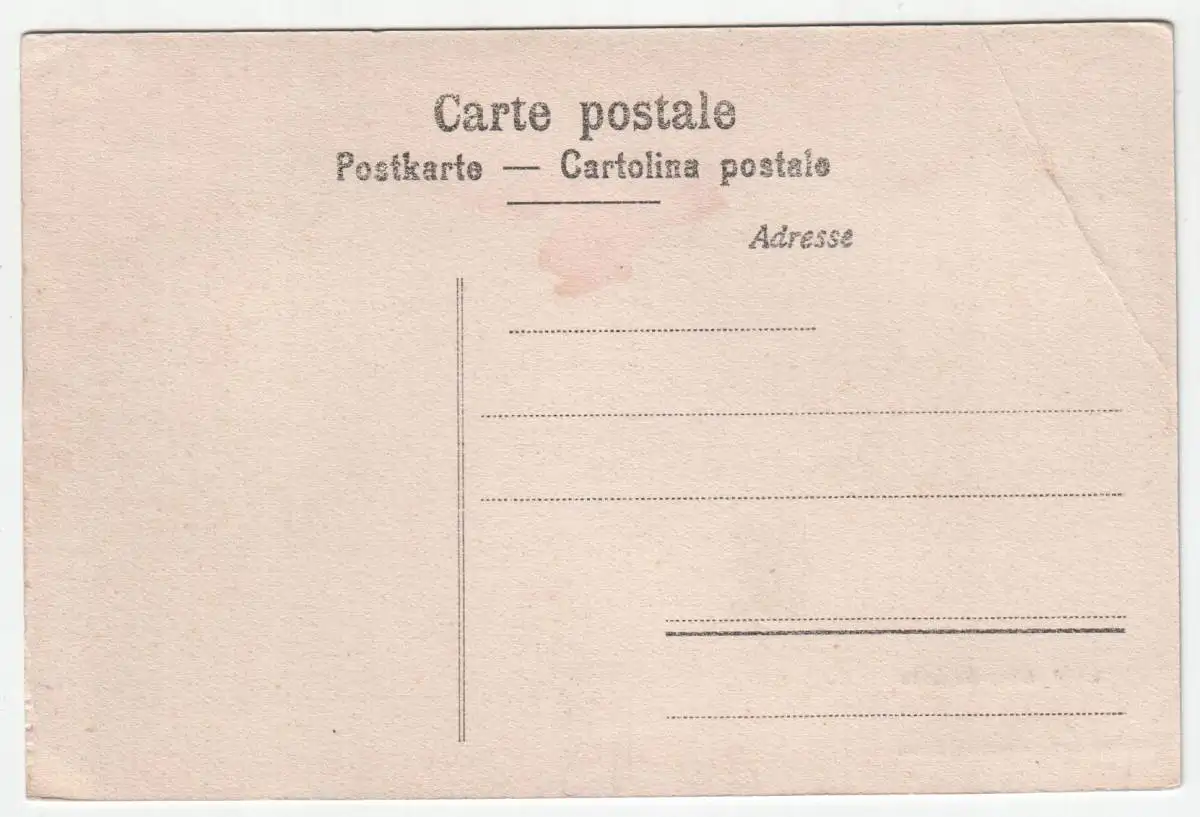 Carte postale
Postkarte — Cartolina postale
Adresse